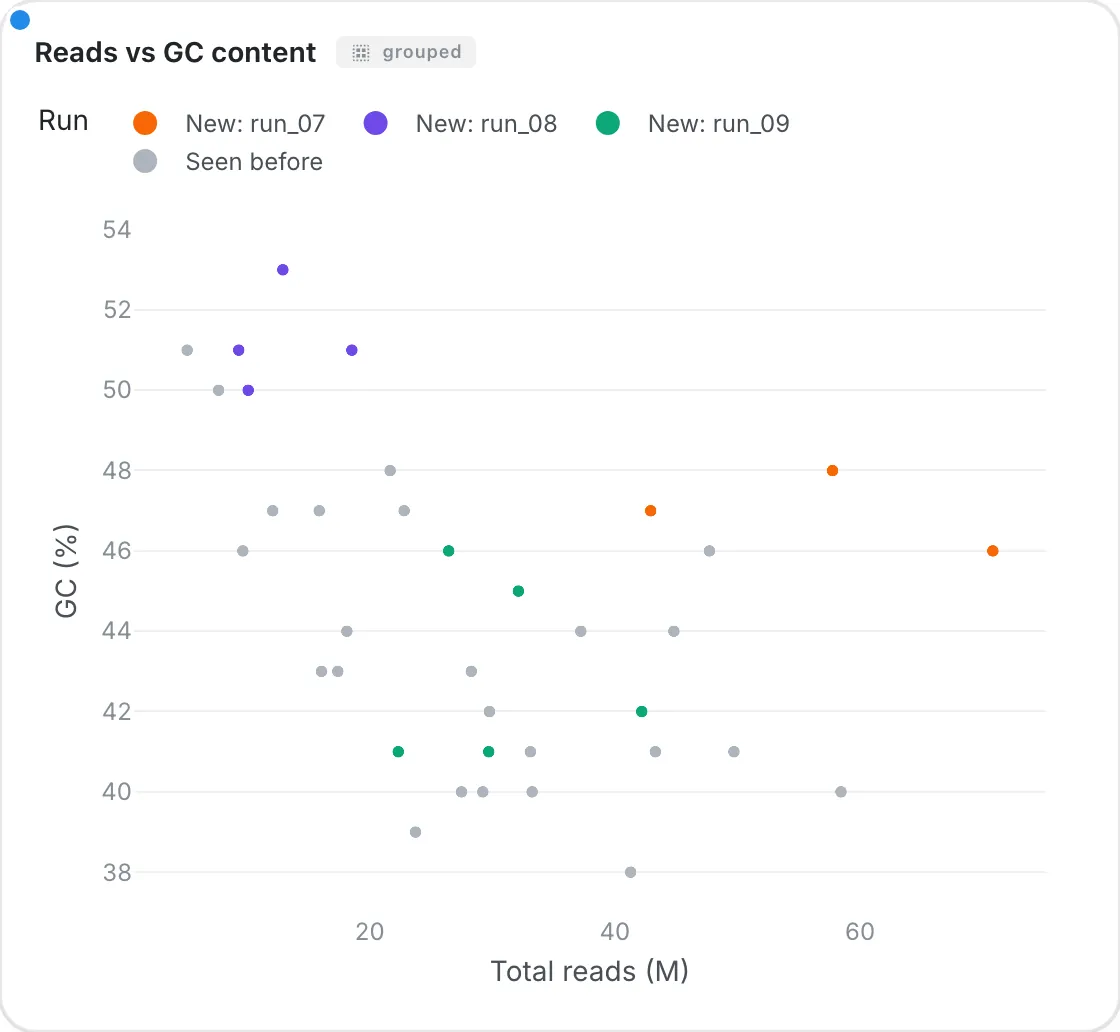 Reads vs GC content grouped
Run New: run_07 New: run_08 New: run_09
Seen before
54
52
50
48
46
44
42
40
38
GC (%)
20 40 60
Total reads (M)